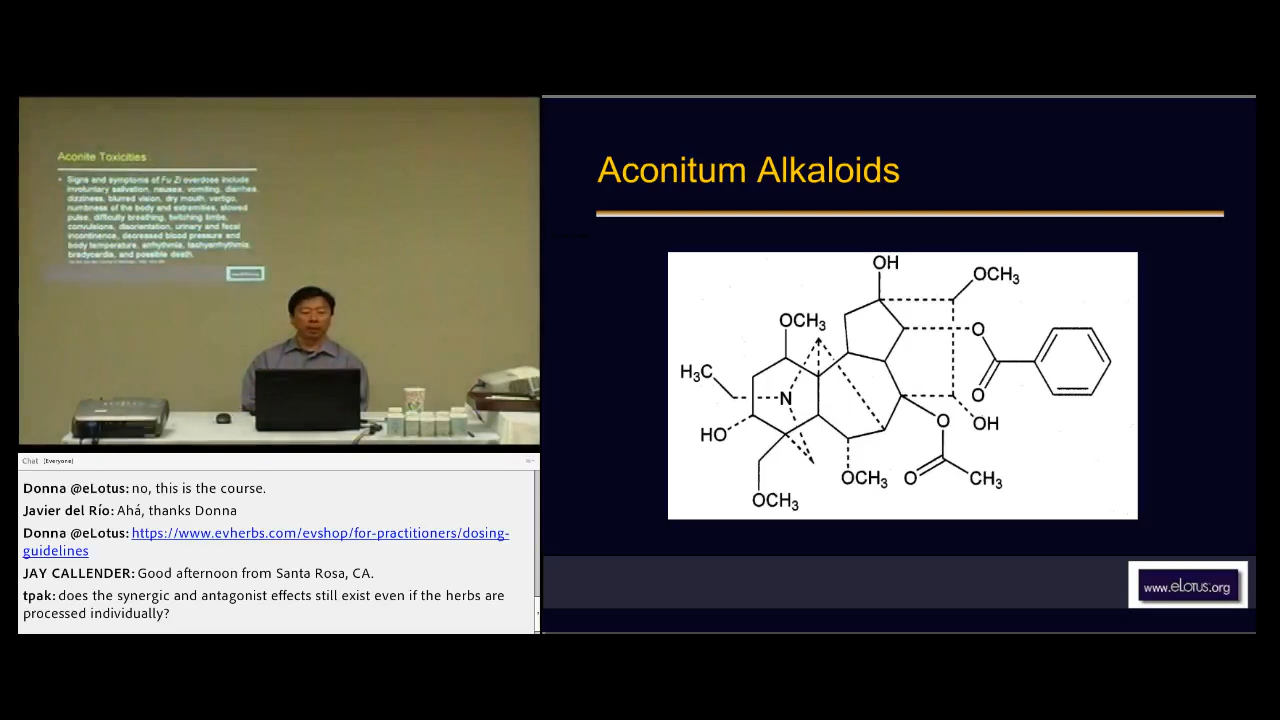 Aconite Toxicities
• Signs and symptoms of Fu Zi overdose include
involuntary salivation, nausea, vomiting, diarrhea,
dizziness, blurred vision, dry mouth, vertigo,
numbness of the body and extremities, slowed
pulse, difficulty breathing, twitching limbs,
convulsions, disorientation, urinary and fecal
incontinence, decreased blood pressure and
body temperature, arrhythmia, tachyarrhythmia,
bradycardia, and possible death.
Chat (Everyone)
Donna @eLotus: no, this is the course.
Javier del Río: Ahá, thanks Donna
Donna @eLotus: https://www.evherbs.com/evshop/for-practitioners/dosing-
guidelines
JAY CALLENDER: Good afternoon from Santa Rosa, CA.
tpak: does the synergic and antagonist effects still exist even if the herbs are
processed individually?
Aconitum Alkaloids
OH
OCH3
OCH3
O
H3C
N
O
HO
O
OH
OCH3
O
CH3
OCH3
www.eLotus.org